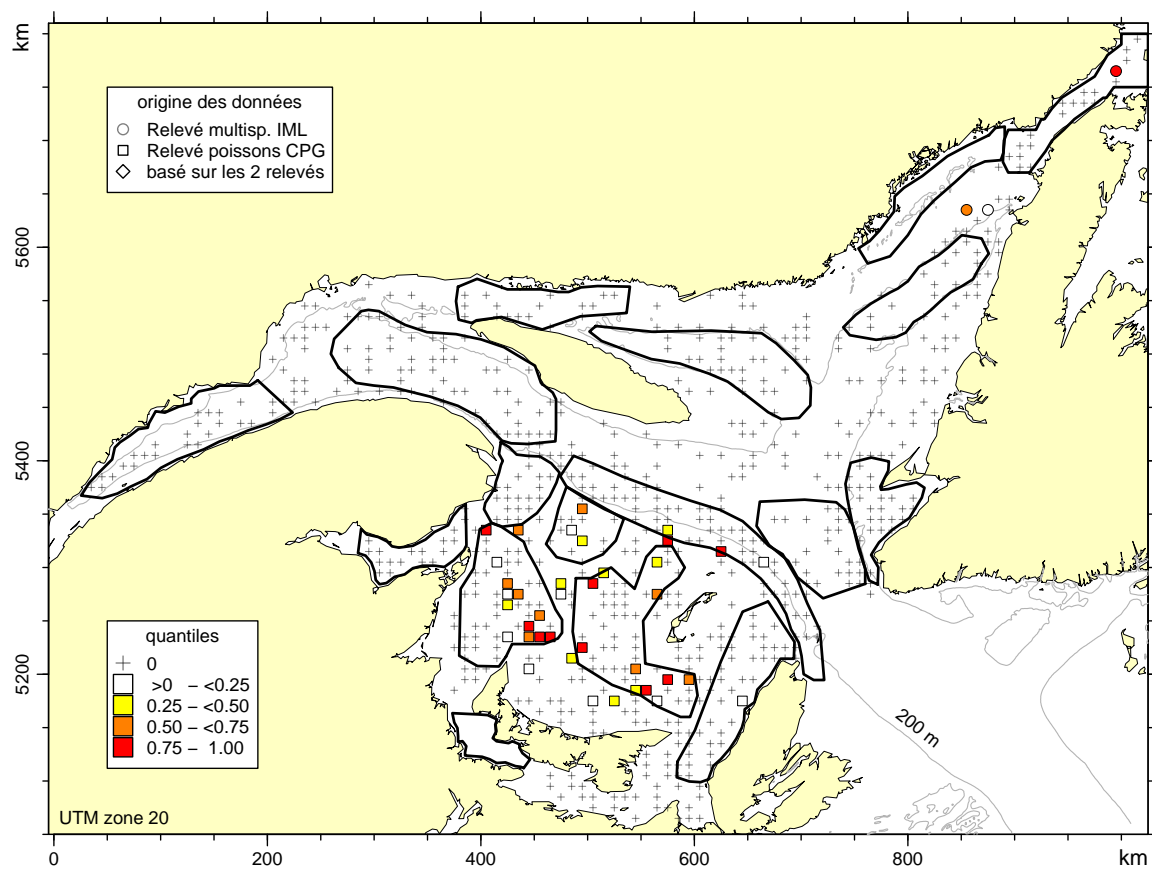 km
origine des données
Relevé multisp. IML
Relevé poissons CPG
basé sur les 2 relevés
5600
5400
5200
quantiles
0
>0 – <0.25
0.25 – <0.50
0.50 – <0.75
0.75 – 1.00
200 m
UTM zone 20
0
200
400
600
800
km